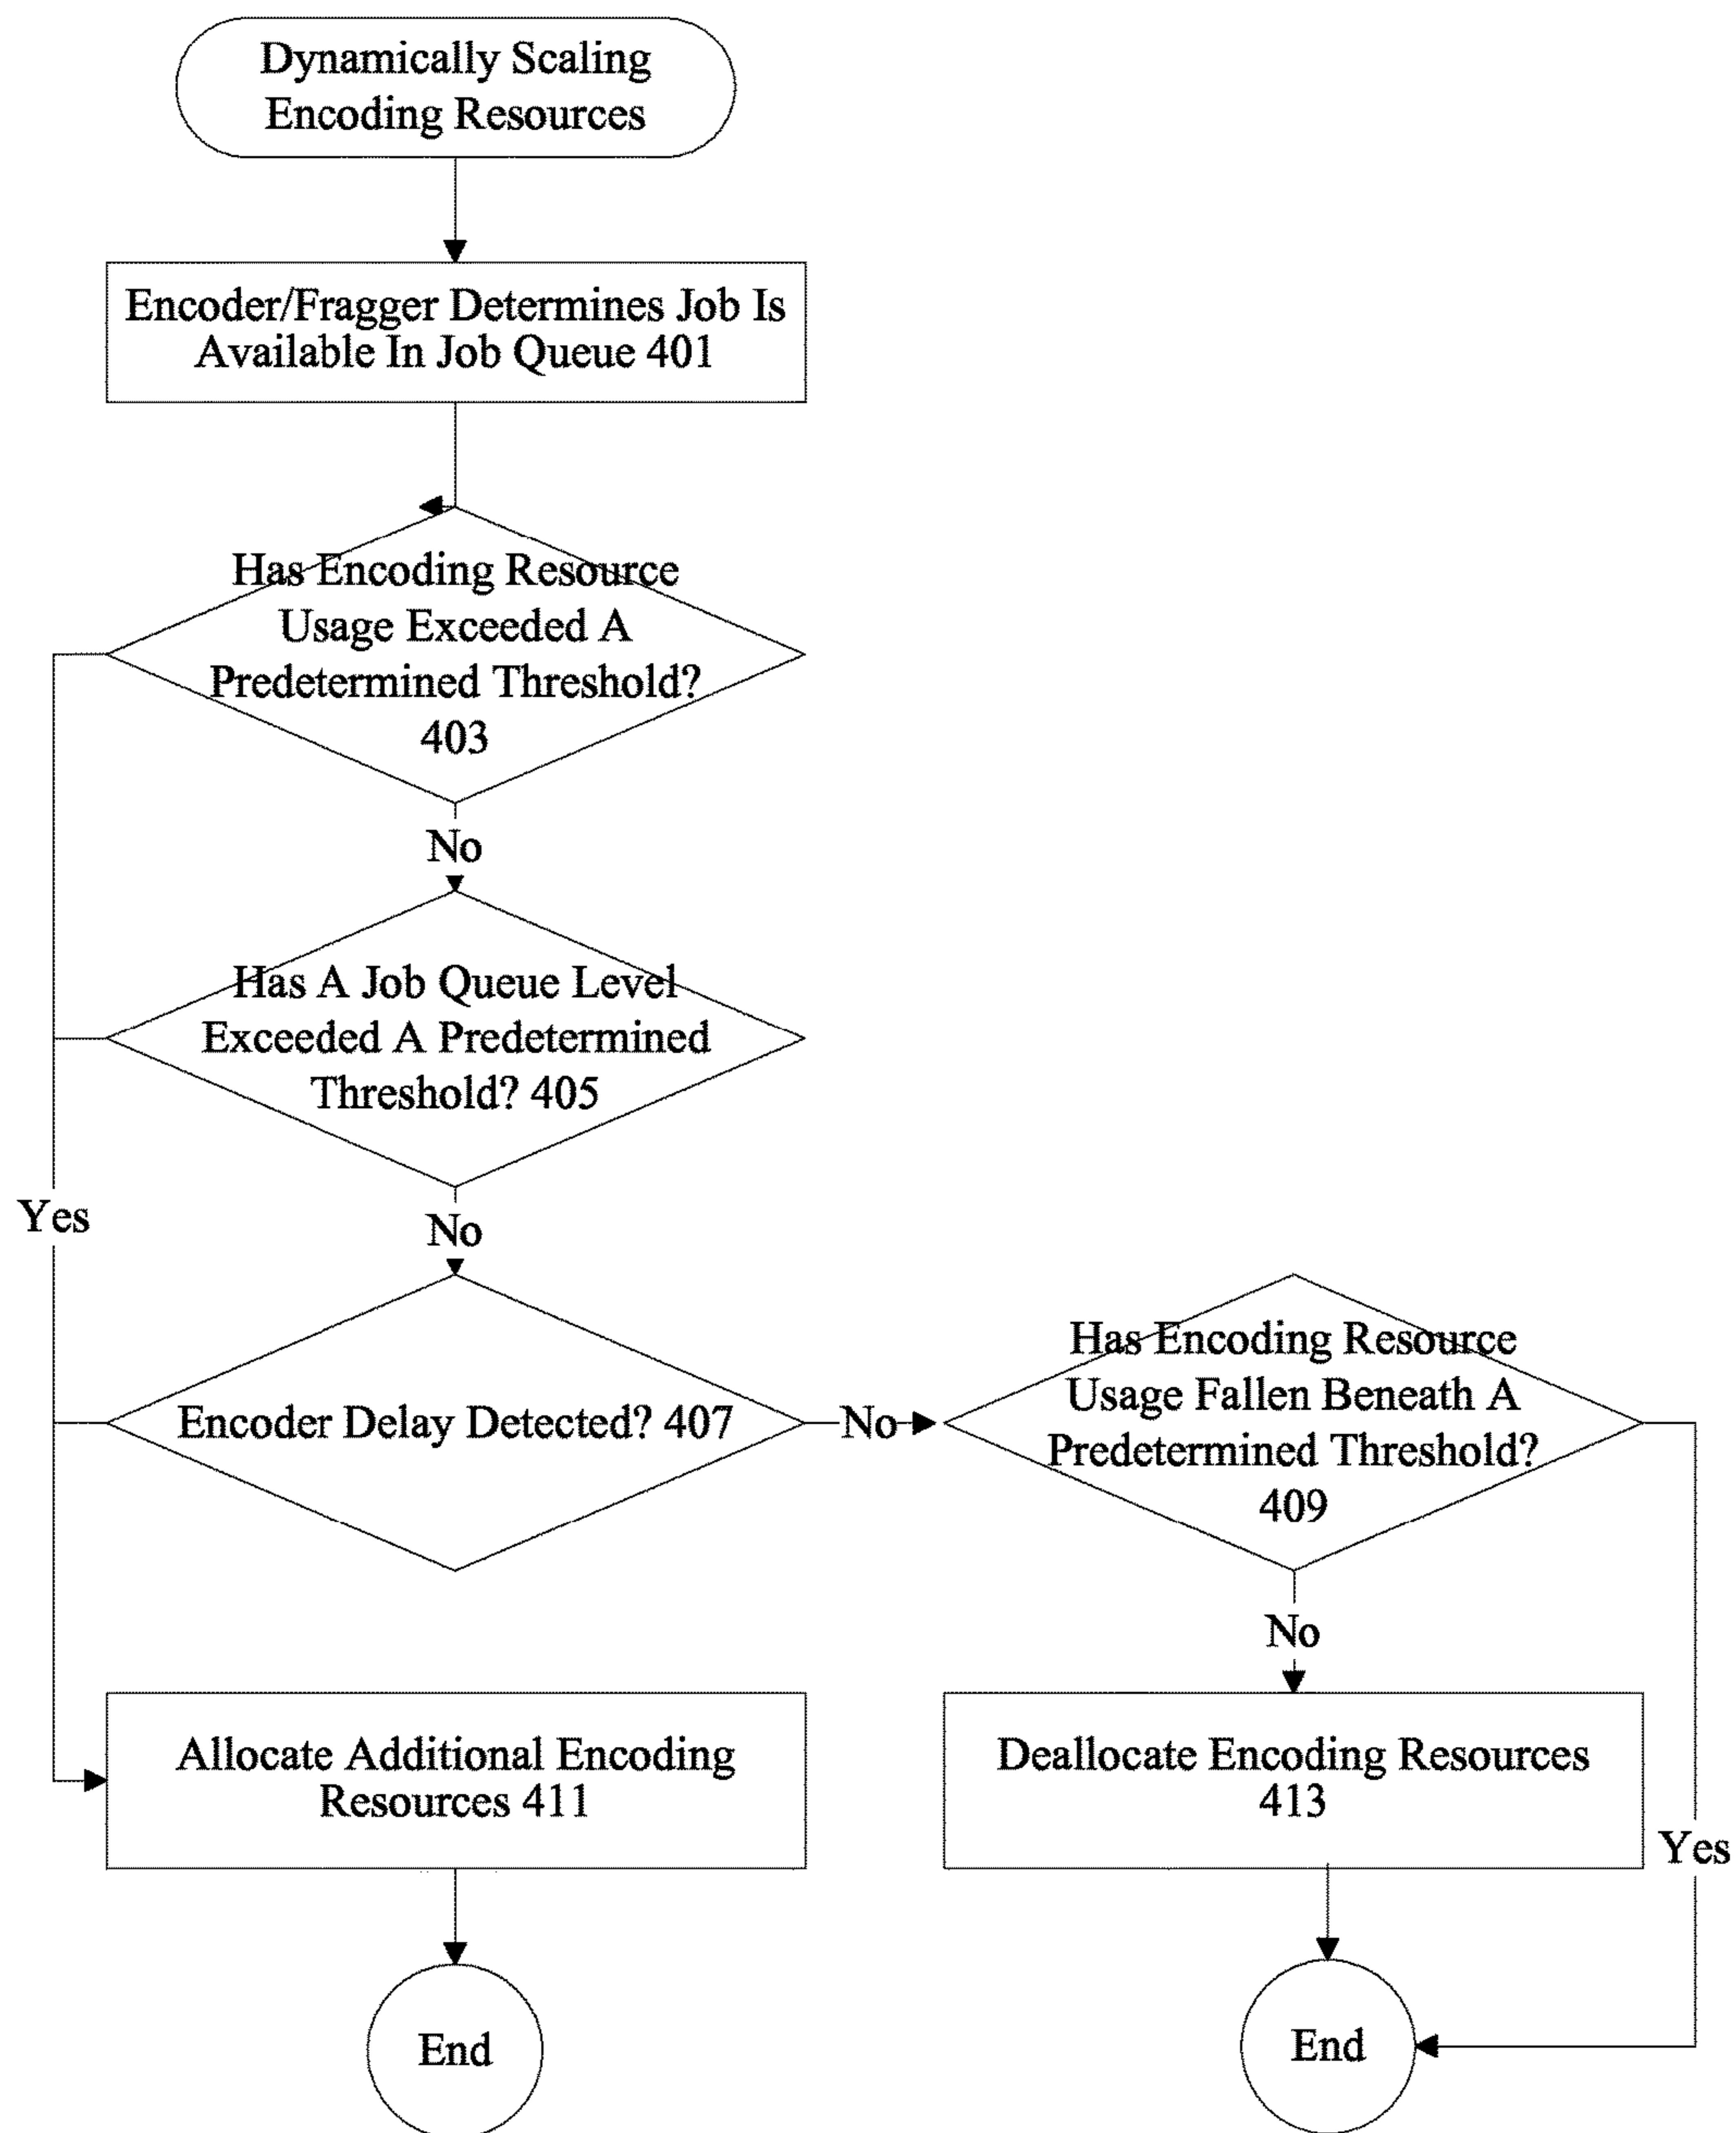 Dynamically Scaling
Encoding Resources
Encoder/Fragger Determines Job Is
Available In Job Queue 401
Has Encoding Resource
Usage Exceeded A
Predetermined Threshold?
403
No
Has A Job Queue Level
Exceeded A Predetermined
Threshold? 405
Yes
No
Encoder Delay Detected? 407
No
Has Encoding Resource
Usage Fallen Beneath A
Predetermined Threshold?
409
No
Allocate Additional Encoding
Resources 411
Deallocate Encoding Resources
413
Yes
End
End